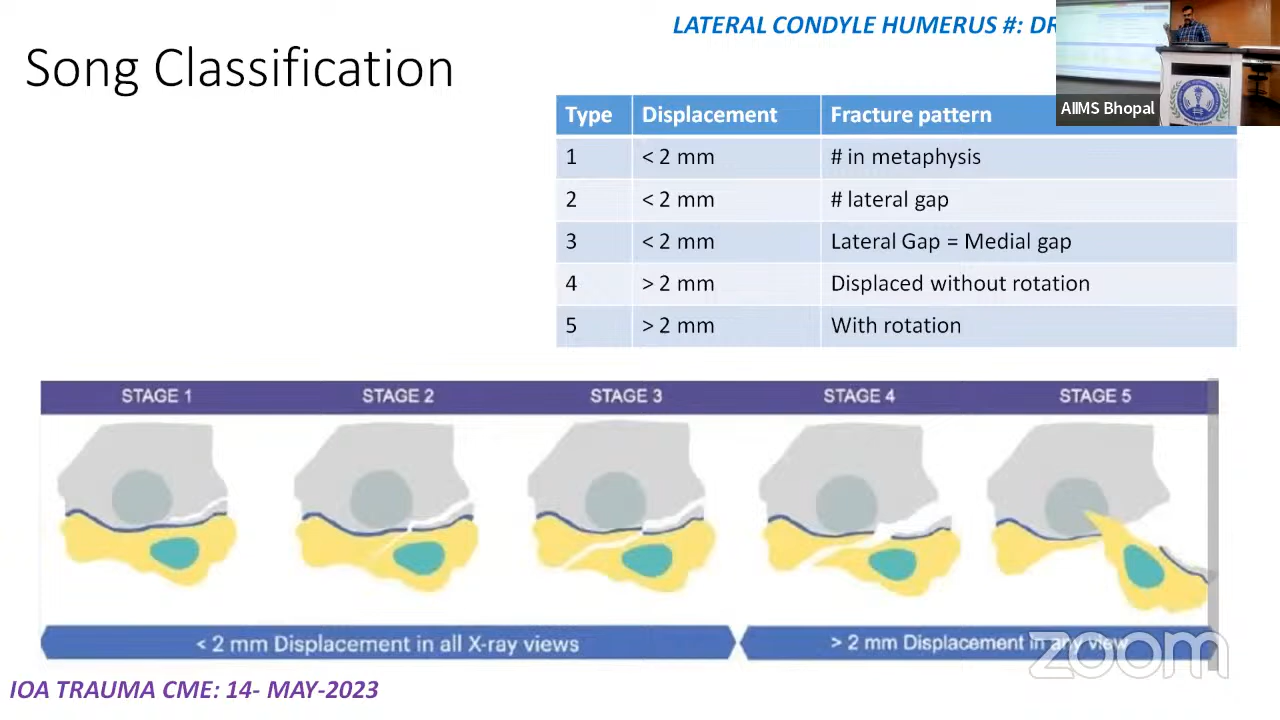 LATERAL CONDYLE HUMERUS #: DR
Song Classification
AIIMS Bhopal
Type Displacement Fracture pattern
1 < 2 mm # in metaphysis
2 < 2 mm # lateral gap
3 < 2 mm Lateral Gap = Medial gap
4 > 2 mm Displaced without rotation
5 > 2 mm With rotation
STAGE 1 STAGE 2 STAGE 3 STAGE 4 STAGE 5
< 2 mm Displacement in all X-ray views > 2 mm Displacement in any view
zoom
IOA TRAUMA CME: 14- MAY-2023